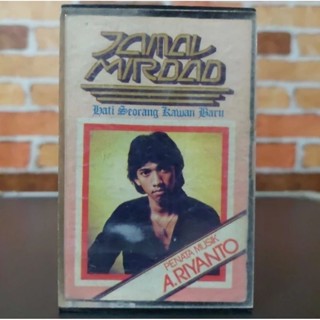 JAMAL
MIRDAD
Hati Seorang Kawan Baru
PENATA MUSIK
A. RIYANTO